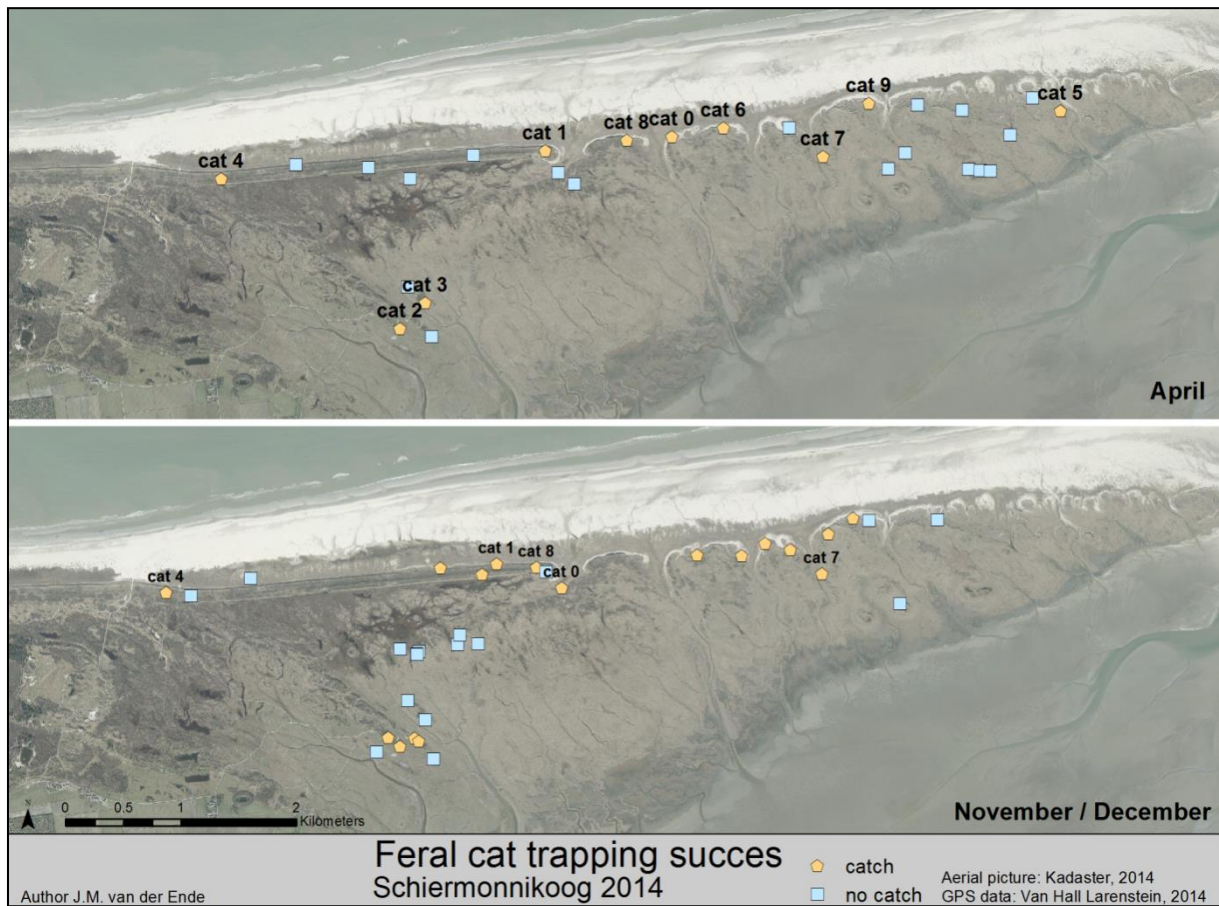 cat 9
cat 5
cat 6
cat 0
cat 8
cat 1
cat 7
cat 4
cat 3
cat 2
April
cat 1
cat 8
cat 4
cat 0
cat 7
N
0 0.5 1 2
Kilometers
November / December
Feral cat trapping succes
Schiermonnikoog 2014
Author J.M. van der Ende
catch
no catch
Aerial picture: Kadaster, 2014
GPS data: Van Hall Larenstein, 2014